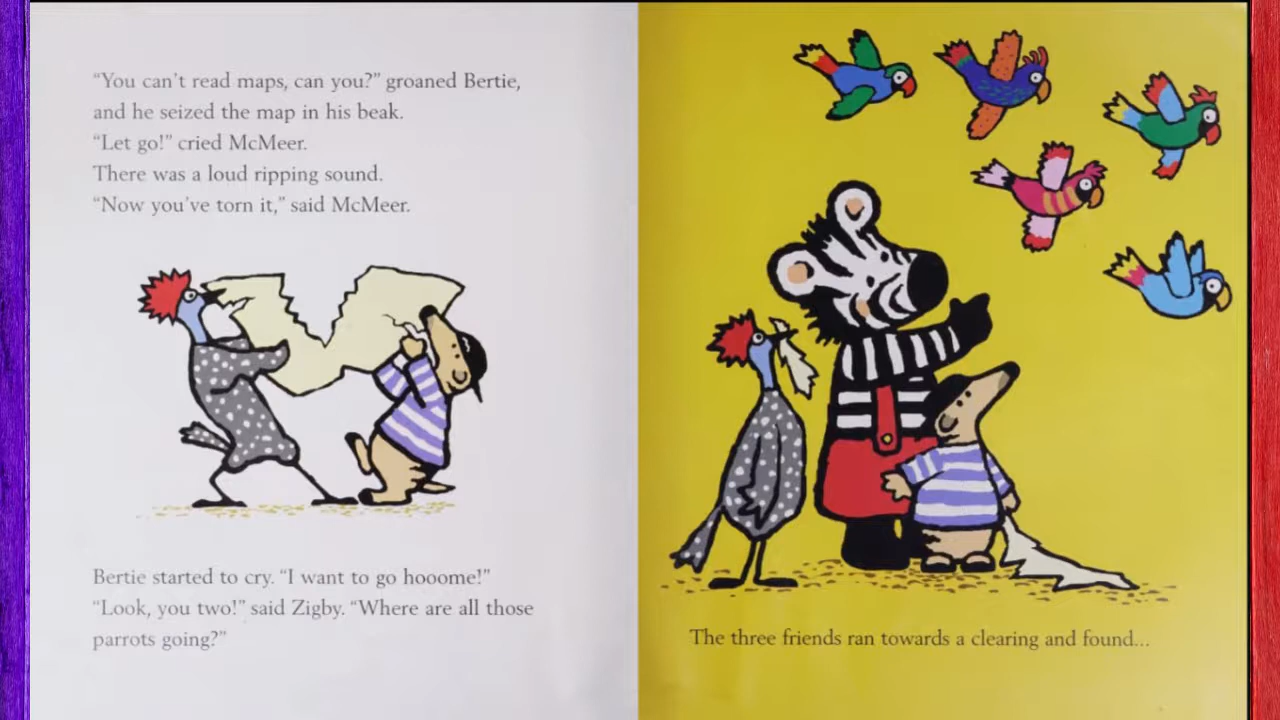 “You can’t read maps, can you?” groaned Bertie,
and he seized the map in his beak.
“Let go!” cried McMeer.
There was a loud ripping sound.
“Now you’ve torn it,” said McMeer.
Bertie started to cry. “I want to go hooome!”
“Look, you two!” said Zigby. “Where are all those
parrots going?”
The three friends ran towards a clearing and found...